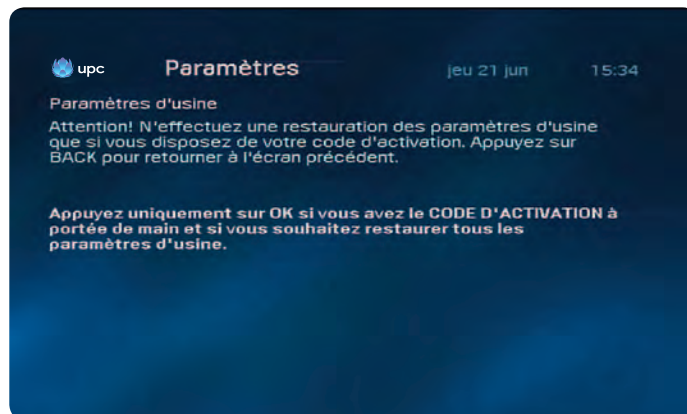 upc Paramètres jeu 21 jun 15:34
Paramètres d'usine
Attention! N'effectuez une restauration des paramètres d'usine
que si vous disposez de votre code d'activation. Appuyez sur
BACK pour retourner à l'écran précédent.
Appuyez uniquement sur OK si vous avez le CODE D'ACTIVATION à
portée de main et si vous souhaitez restaurer tous les
paramètres d'usine.